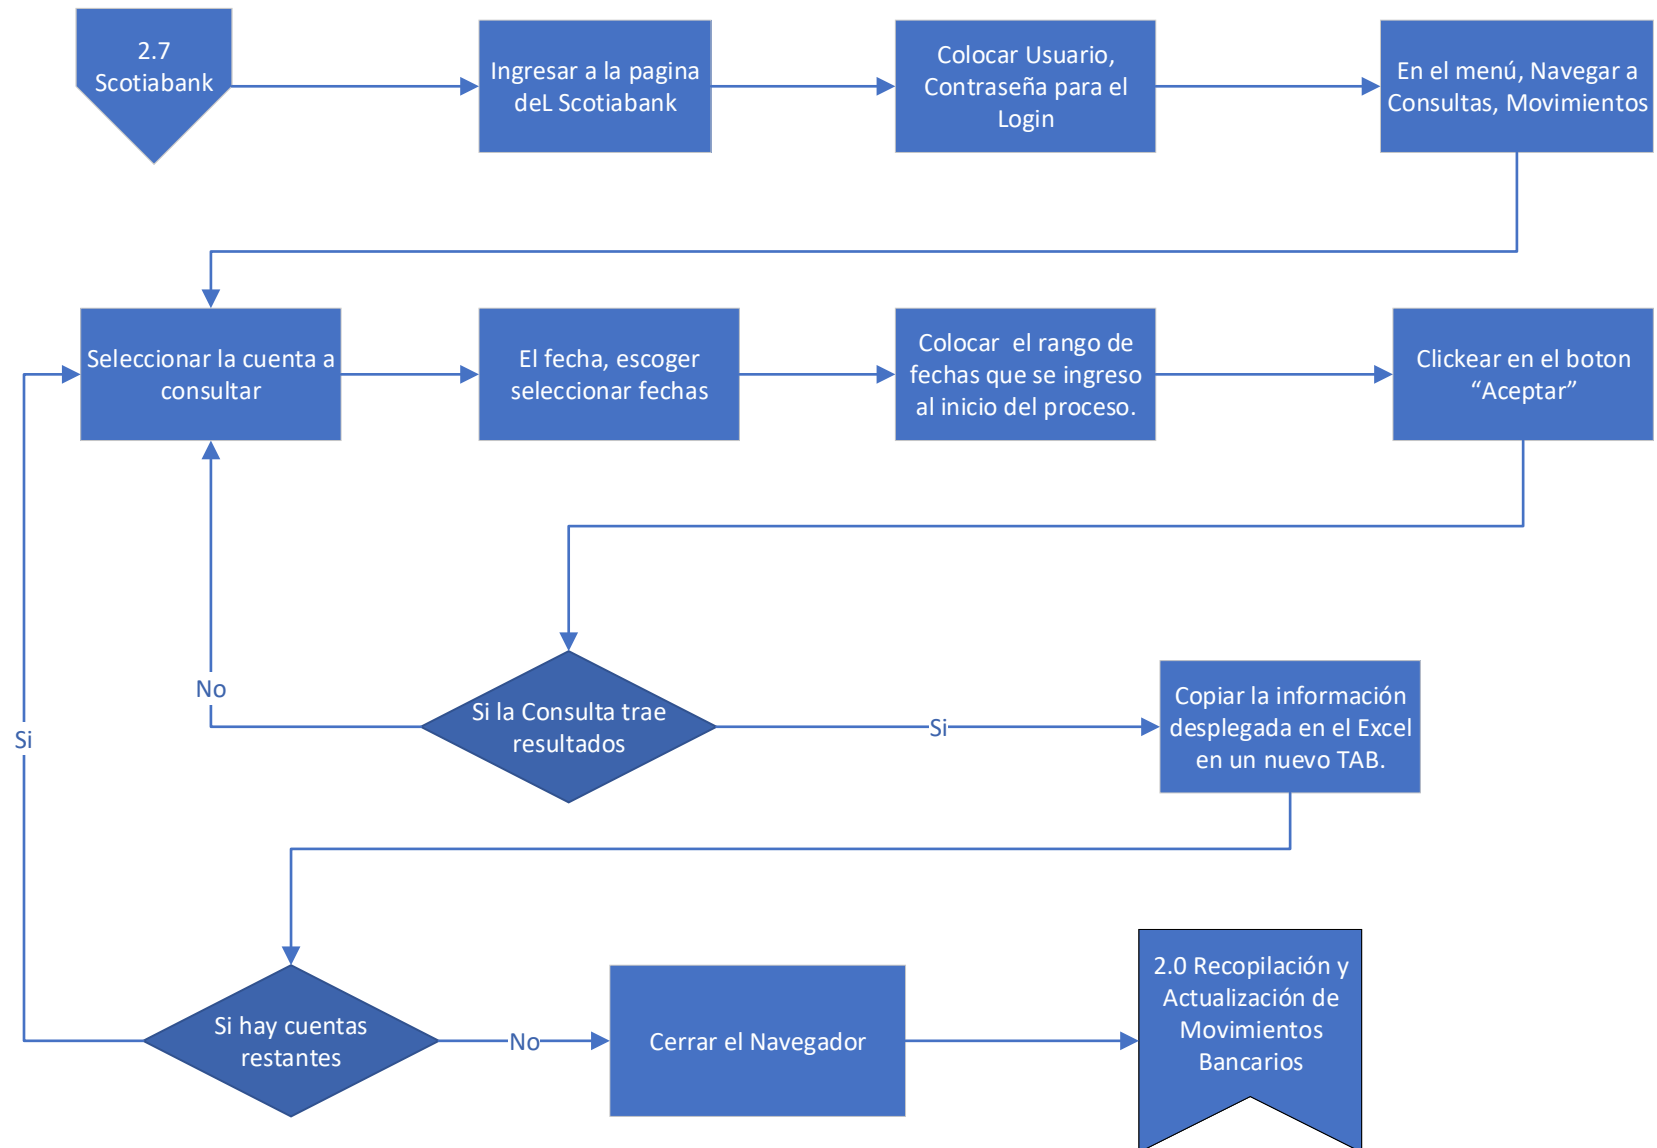 2.7
Scotiabank
Ingresar a la pagina
deL Scotiabank
Colocar Usuario,
Contraseña para el
Login
En el menú, Navegar a
Consultas, Movimientos
Seleccionar la cuenta a
consultar
El fecha, escoger
seleccionar fechas
Colocar el rango de
fechas que se ingreso
al inicio del proceso.
Clickear en el boton
“Aceptar”
No
Si la Consulta trae
resultados
Si
Copiar la información
desplegada en el Excel
en un nuevo TAB.
Si
Si hay cuentas
restantes
No
Cerrar el Navegador
2.0 Recopilación y
Actualización de
Movimientos
Bancarios